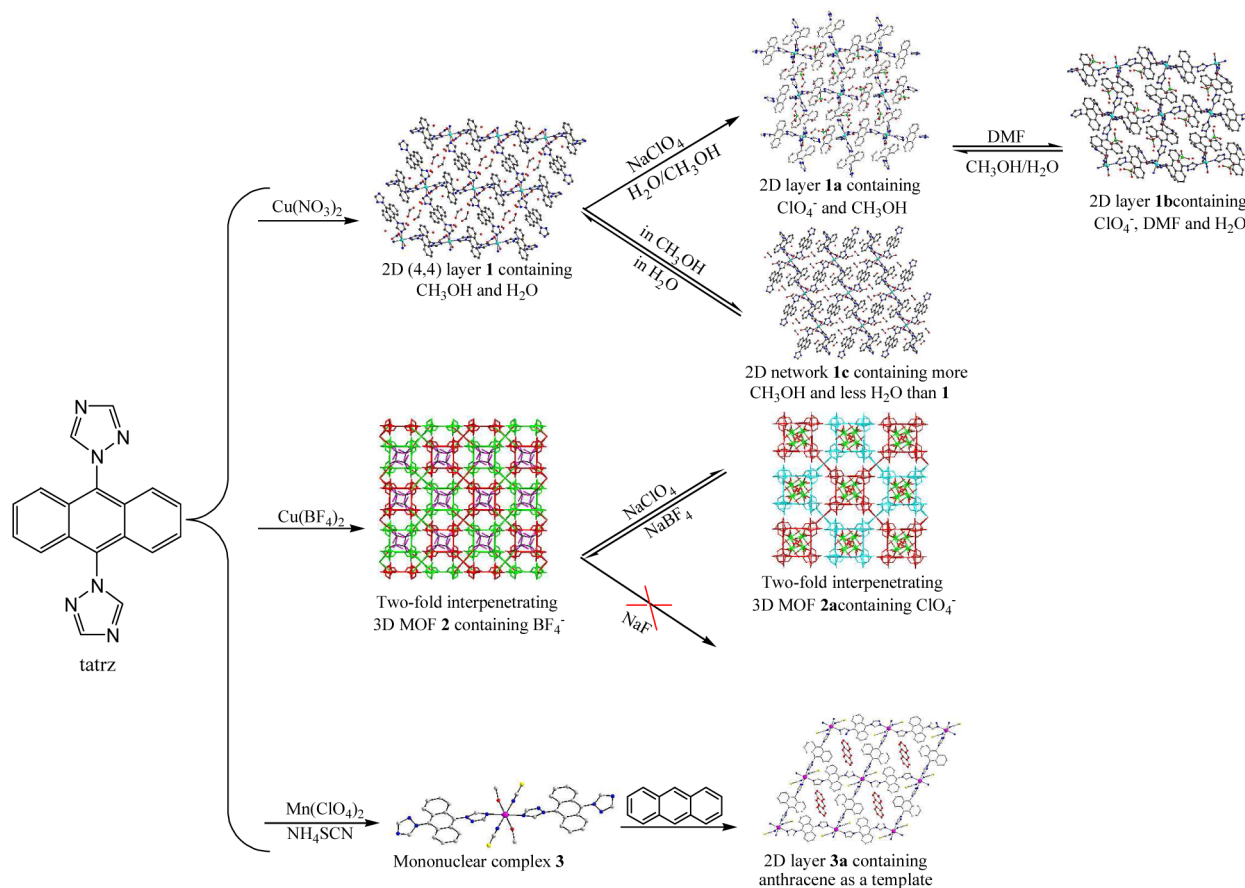 N
N
N
N
N
N
tatrz
Cu(NO₃)₂
2D (4,4) layer 1 containing
CH₃OH and H₂O
NaClO₄
H₂O/CH₃OH
2D layer 1a containing
ClO₄⁻ and CH₃OH
DMF
CH₃OH/H₂O
2D layer 1bcontaining
ClO₄⁻, DMF and H₂O
in CH₃OH
in H₂O
2D network 1c containing more
CH₃OH and less H₂O than 1
Cu(BF₄)₂
Two-fold interpenetrating
3D MOF 2 containing BF₄⁻
NaClO₄
NaBF₄
Two-fold interpenetrating
3D MOF 2acontaining ClO₄⁻
NaF
Mn(ClO₄)₂
NH₄SCN
Mononuclear complex 3
2D layer 3a containing
anthracene as a template